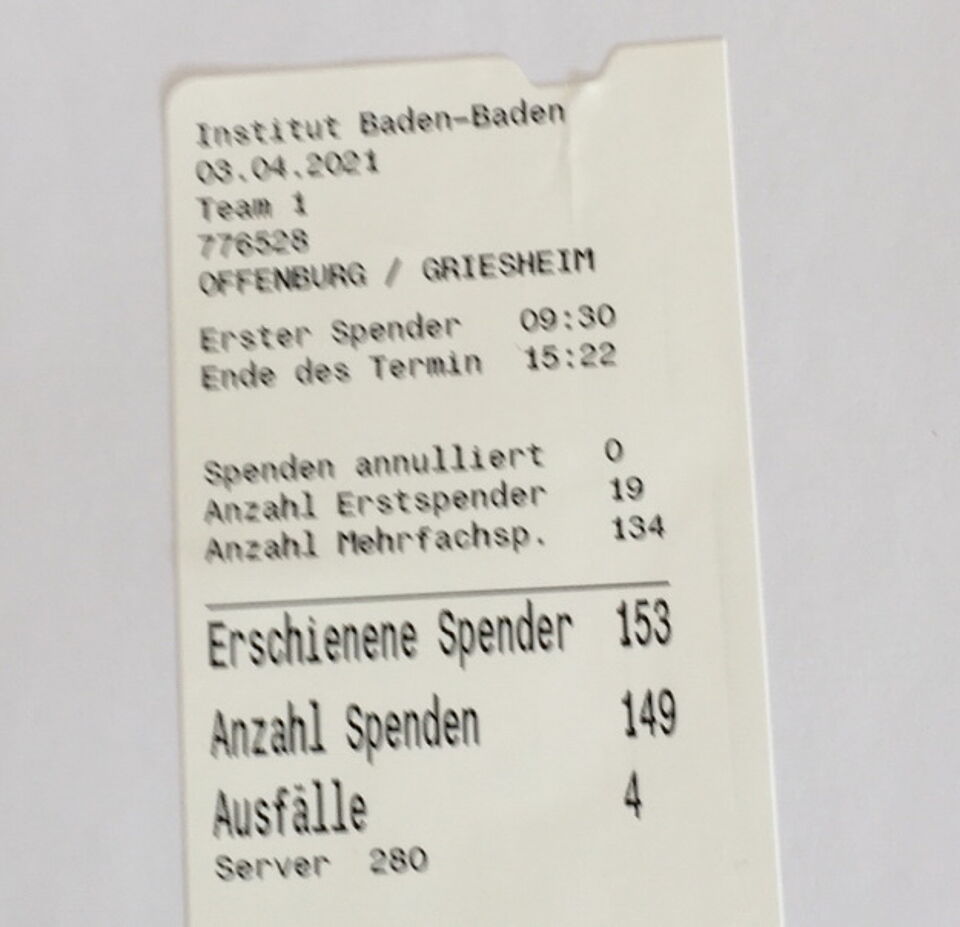 Institut Baden-Baden
03.04.2021
Team 1
776528
OFFENBURG / GRIESHEIM
Erster Spender 09:30
Ende des Termin 15:22
Spenden annulliert 0
Anzahl Erstspender 19
Anzahl Mehrfachsp. 134
Erschienene Spender 153
Anzahl Spenden 149
Ausfälle 4
Server 280